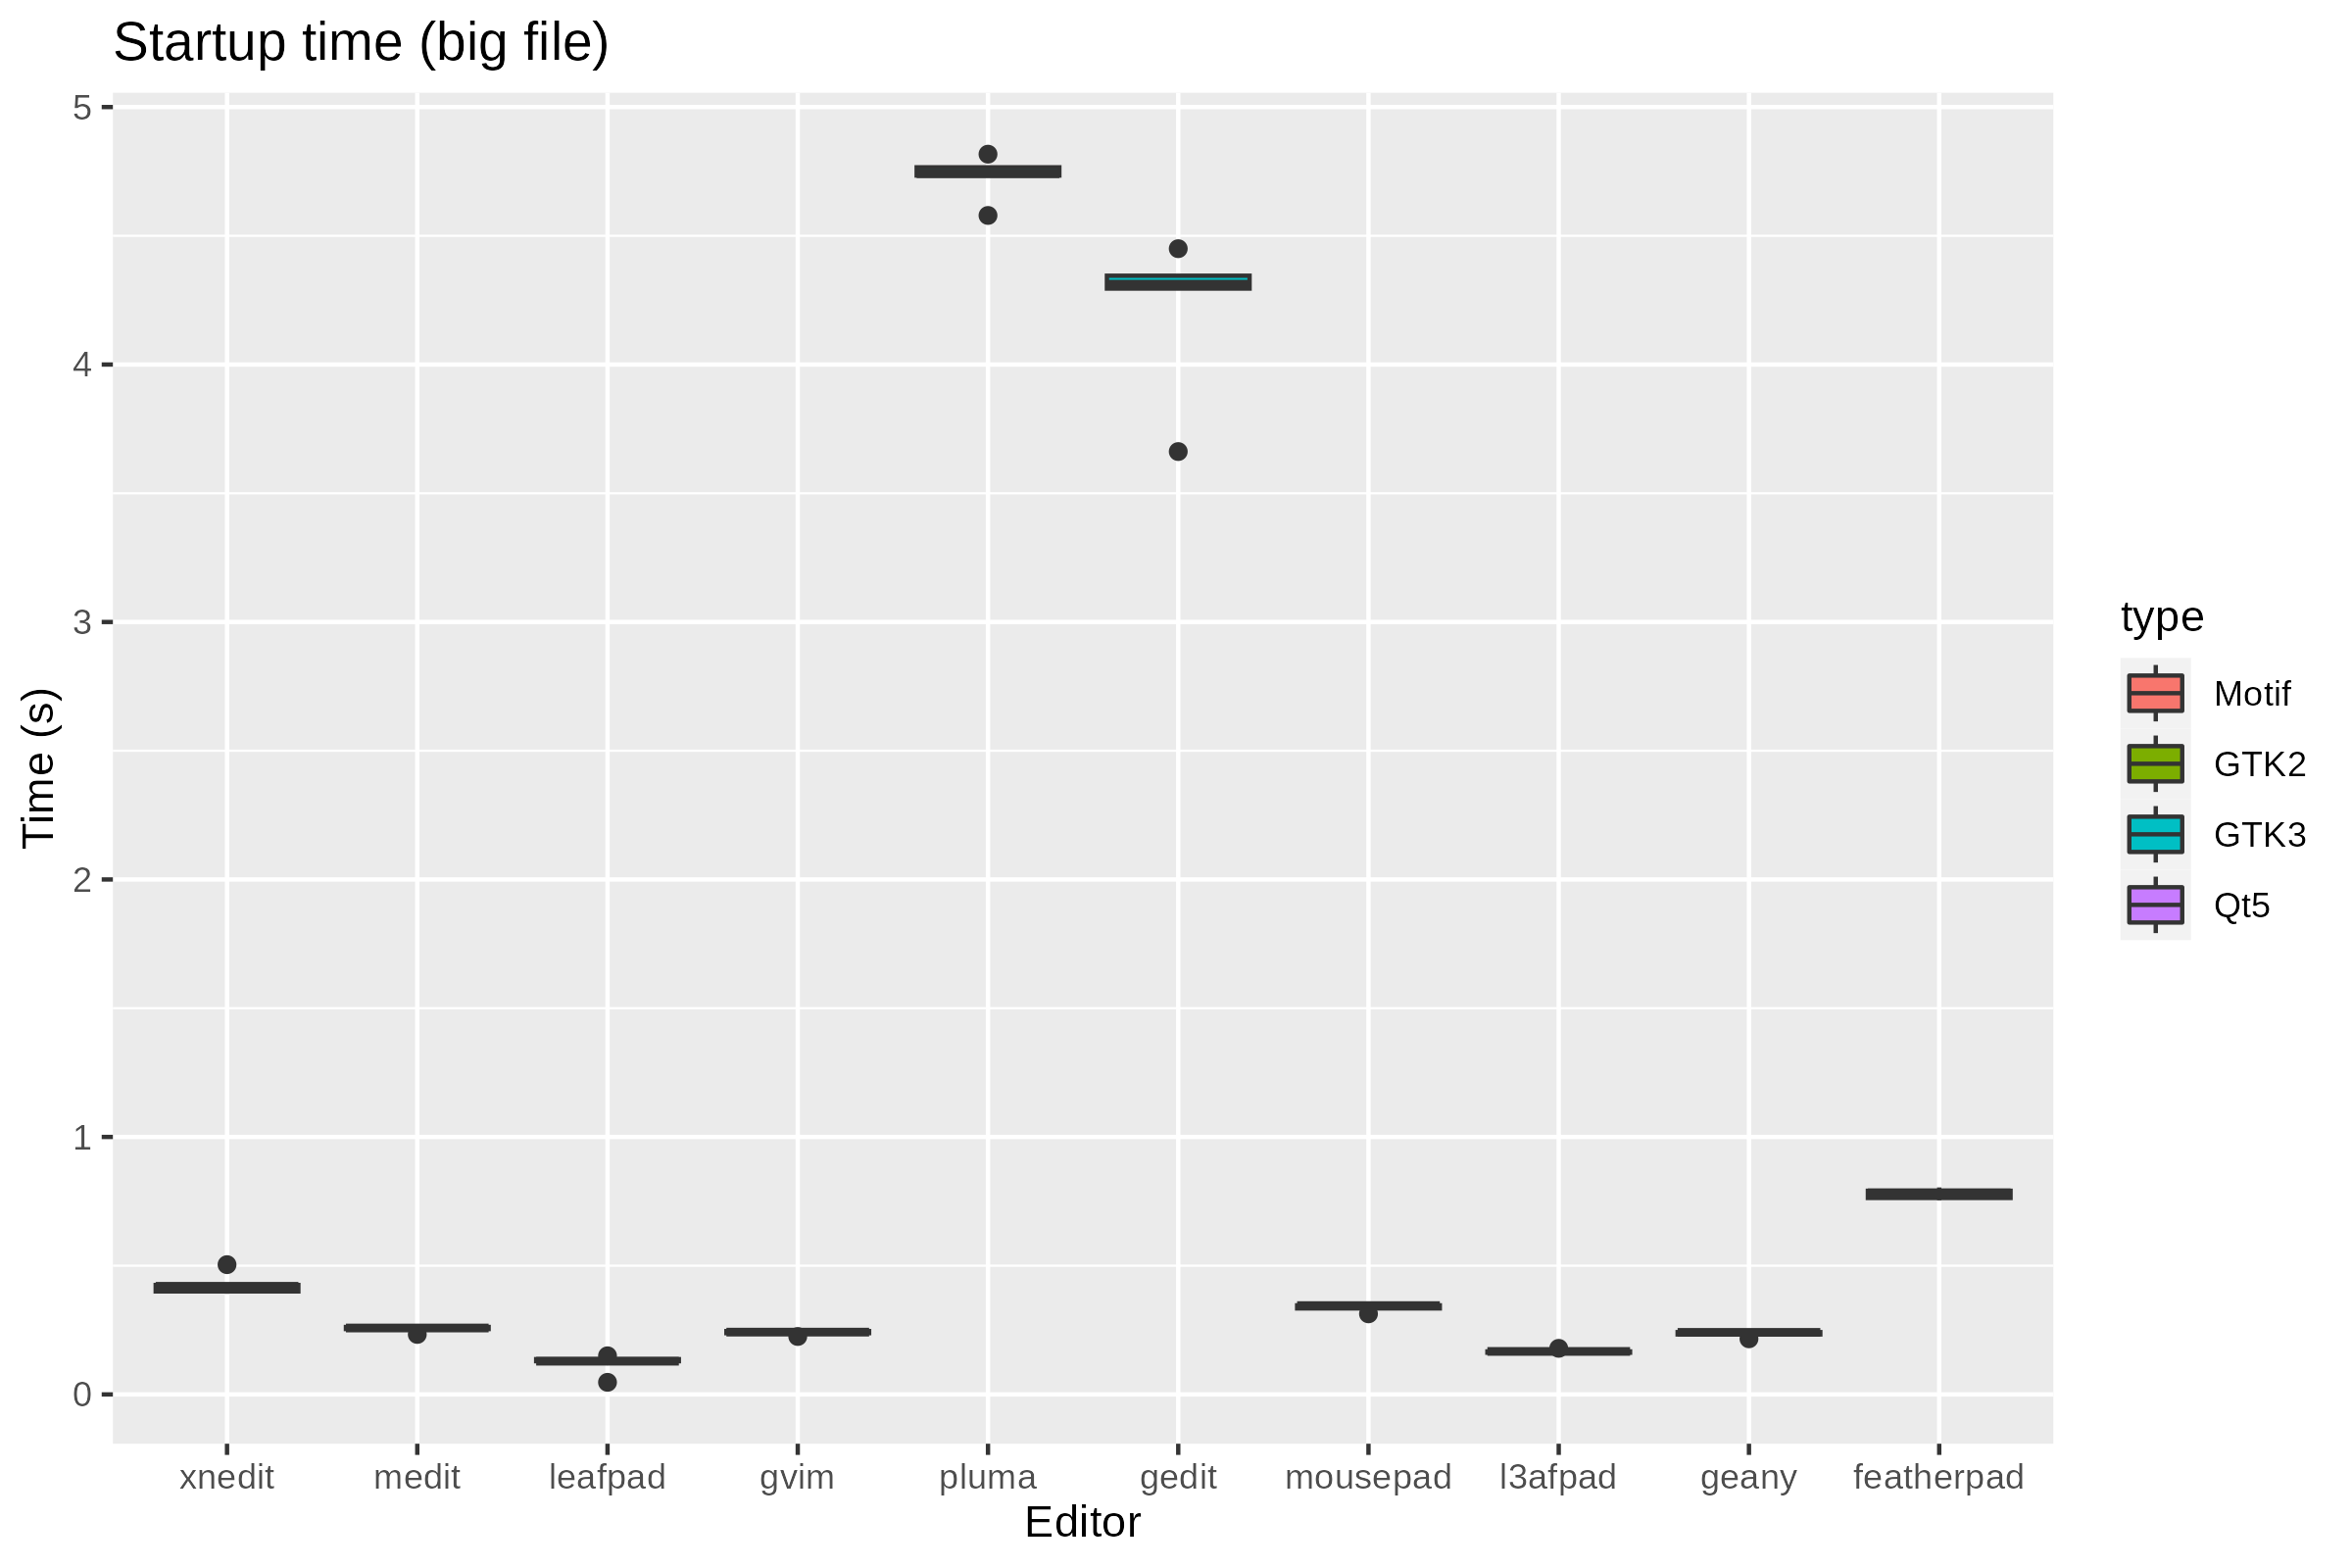 Startup time (big file)
5
4
3
2
1
0
Time (s)
xnedit medit leafpad gvim pluma gedit mousepad l3afpad geany featherpad
Editor
type
Motif
GTK2
GTK3
Qt5